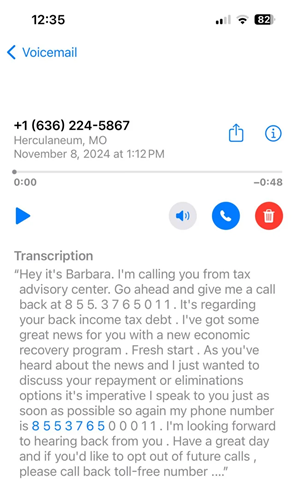 12:35
82
Voicemail
+1 (636) 224-5867
Herculaneum, MO
November 8, 2024 at 1:12 PM
0:00
−0:48
Transcription
“Hey it's Barbara. I'm calling you from tax
advisory center. Go ahead and give me a call
back at 8 5 5. 3 7 6 5 0 1 1 . It's regarding
your back income tax debt . I've got some
great news for you with a new economic
recovery program . Fresh start . As you've
heard about the news and I just wanted to
discuss your repayment or eliminations
options it's imperative I speak to you just as
soon as possible so again my phone number
is 8 5 5 3 7 6 5 0 0 0 1 1 . I'm looking forward
to hearing back from you . Have a great day
and if you'd like to opt out of future calls ,
please call back toll-free number ....”